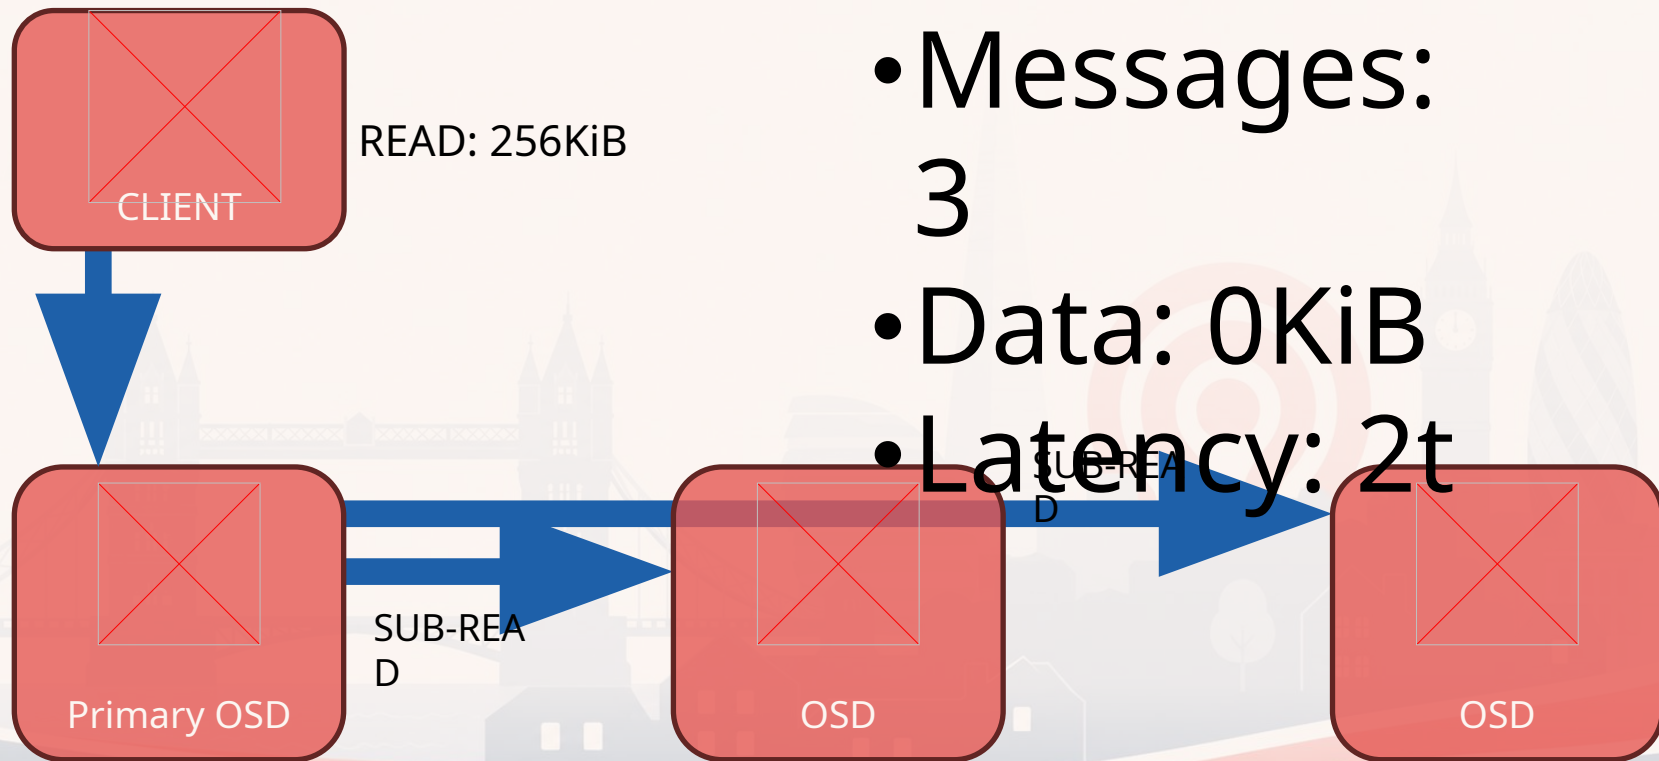 CLIENT
READ: 256KiB
•Messages:
3
•Data: 0KiB
•Latency: 2t
SUB-REA
D
SUB-REA
D
Primary OSD
OSD
OSD